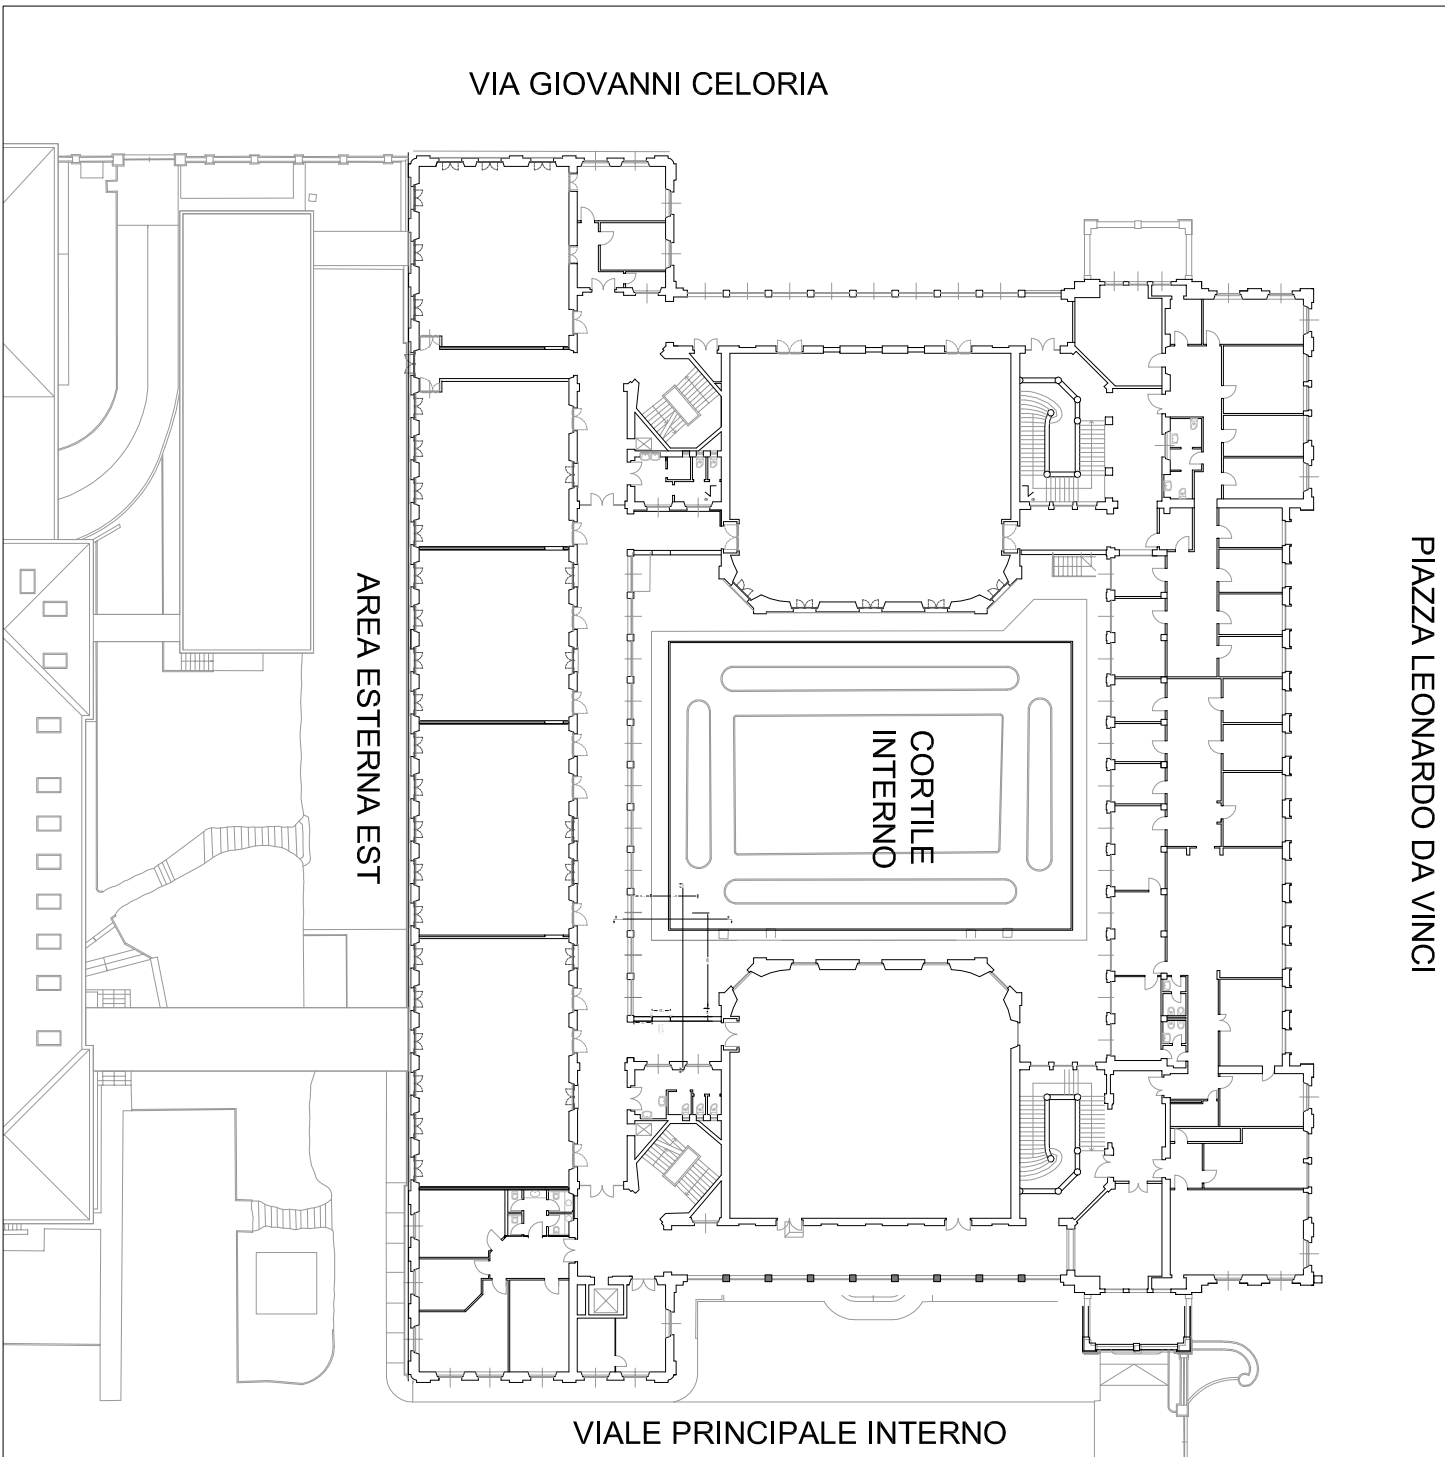 VIA GIOVANNI CELORIA
PIAZZA LEONARDO DA VINCI
AREA ESTERNA EST
CORTILE
INTERNO
VIALE PRINCIPALE INTERNO